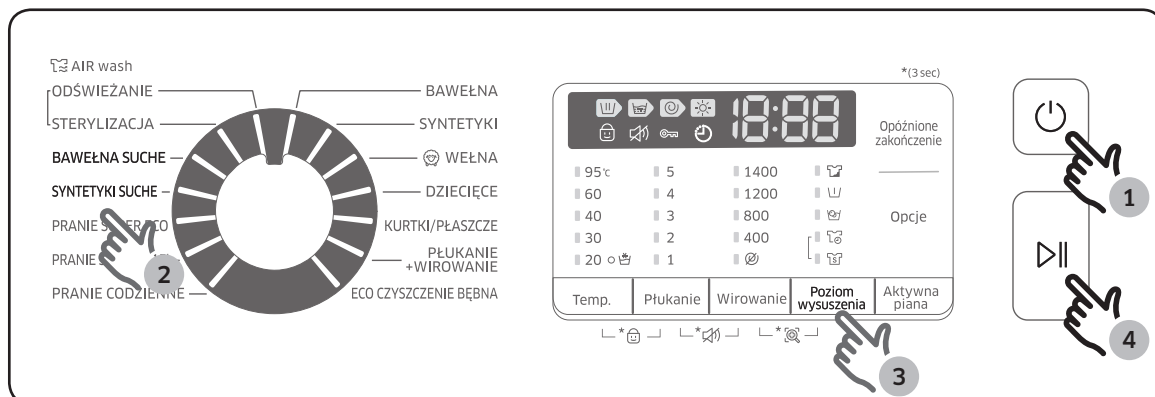 AIR wash
ODŚWIEŻANIE
STERYLIZACJA
BAWEŁNA SUCHE
SYNTETYKI SUCHE
PRANIE
PRANIE
PRANIE CODZIENNE
BAWEŁNA
SYNTETYKI
WEŁNA
DZIECIĘCE
KURTKI/PŁASZCZE
PŁUKANIE
+WIROWANIE
ECO CZYSZCZENIE BĘBNA
2
*(3 sec)
18:88
Opóźnione
zakończenie
Opcje
95℃ 5 1400
60 4 1200
40 3 800
30 2 400
20 1
Temp. Płukanie Wirowanie Poziom wysuszenia Aktywna piana
* * *
3
1
4